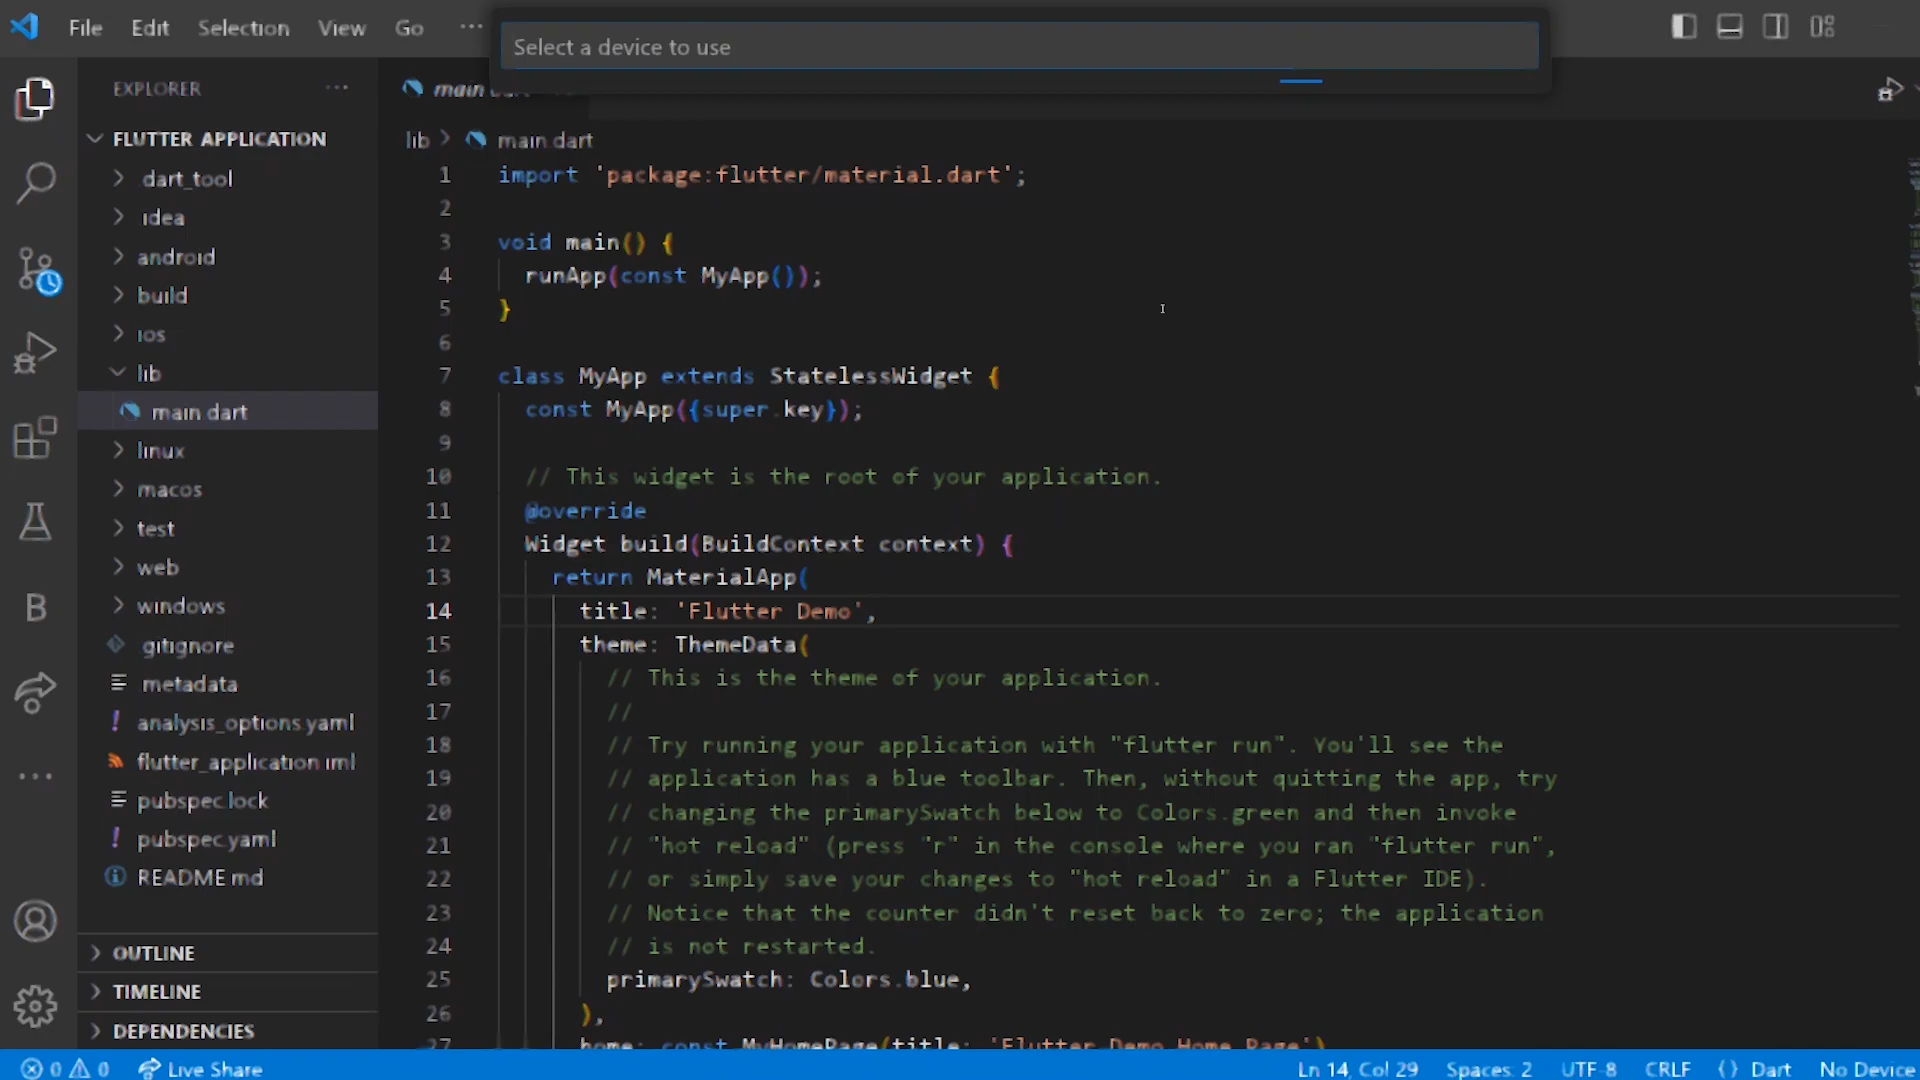 File Edit Selection View Go ...
Select a device to use
EXPLORER ...
FLUTTER APPLICATION
.dart_tool
.idea
android
build
ios
lib
main.dart
linux
macos
test
web
windows
.gitignore
.metadata
analysis_options.yaml
flutter_application.iml
pubspec.lock
pubspec.yaml
README.md
OUTLINE
TIMELINE
DEPENDENCIES
main
lib > main.dart
1 import 'package:flutter/material.dart';
2
3 void main() {
4 runApp(const MyApp());
5 }
6
7 class MyApp extends StatelessWidget {
8 const MyApp({super.key});
9
10 // This widget is the root of your application.
11 @override
12 Widget build(BuildContext context) {
13 return MaterialApp(
14 title: 'Flutter Demo',
15 theme: ThemeData(
16 // This is the theme of your application.
17 //
18 // Try running your application with "flutter run". You'll see the
19 // application has a blue toolbar. Then, without quitting the app, try
20 // changing the primarySwatch below to Colors.green and then invoke
21 // "hot reload" (press "r" in the console where you ran "flutter run",
22 // or simply save your changes to "hot reload" in a Flutter IDE).
23 // Notice that the counter didn't reset back to zero; the application
24 // is not restarted.
25 primarySwatch: Colors.blue,
26 ),
27 home: const MyHomePage(title: 'Flutter Demo Home Page')
0 0 Live Share Ln 14, Col 29 Spaces: 2 UTF-8 CRLF {} Dart No Device